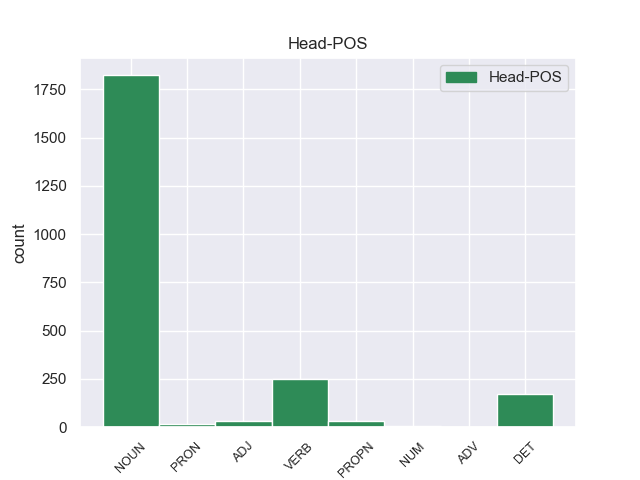 Head-POS
Head-POS
1750
1500
1250
1000
750
500
250
0
count
NOUN
PRON
ADJ
VERB
PROPN
NUM
ADV
DET